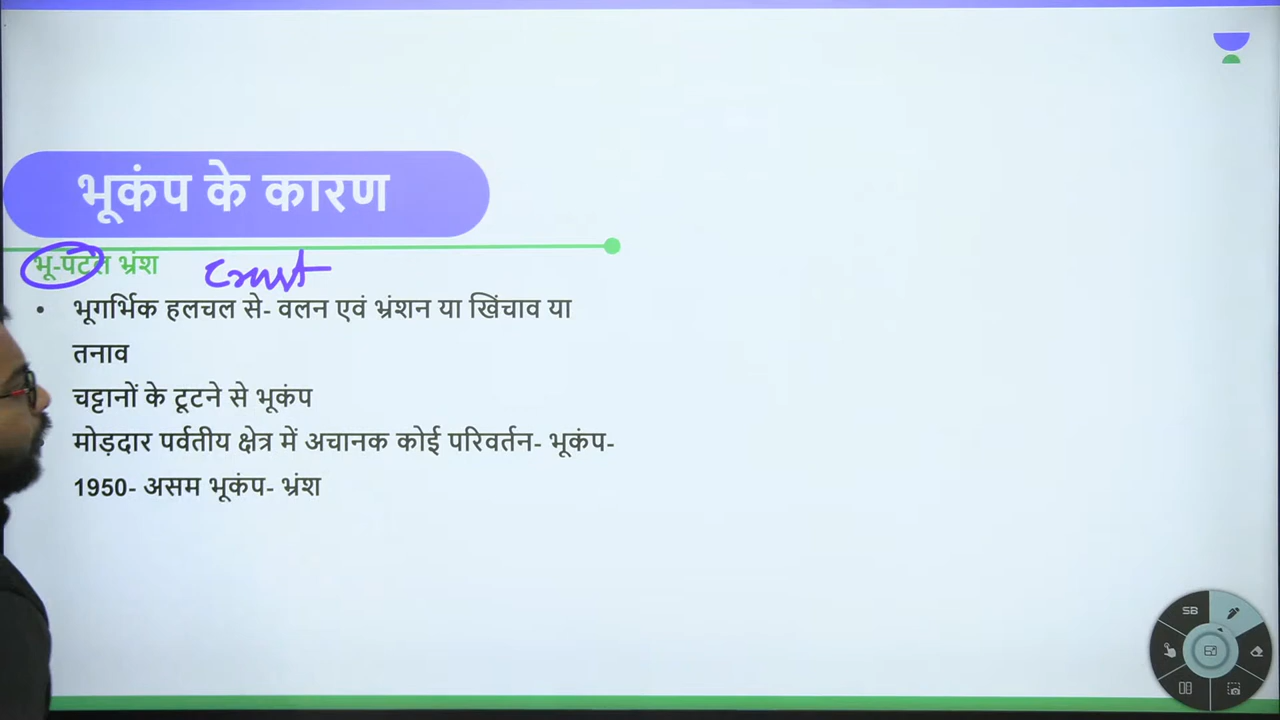 भूकंप के कारण
भू-पटल भ्रंश Crust
• भूगर्भिक हलचल से- वलन एवं भ्रंशन या खिंचाव या
तनाव
चट्टानों के टूटने से भूकंप
मोड़दार पर्वतीय क्षेत्र में अचानक कोई परिवर्तन- भूकंप-
1950- असम भूकंप- भ्रंश
SB